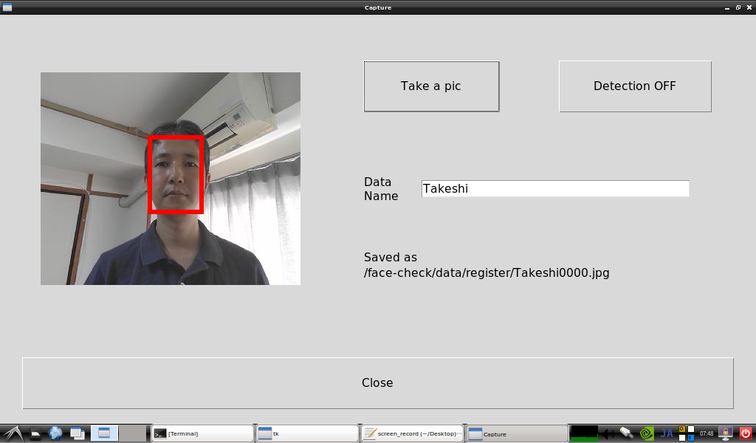 Capture
Take a pic
Detection OFF
Data
Name
Takeshi
Saved as
/face-check/data/register/Takeshi0000.jpg
Close
[Terminal]
tk
screen_record (~/Desktop)
Capture
JA
07:48